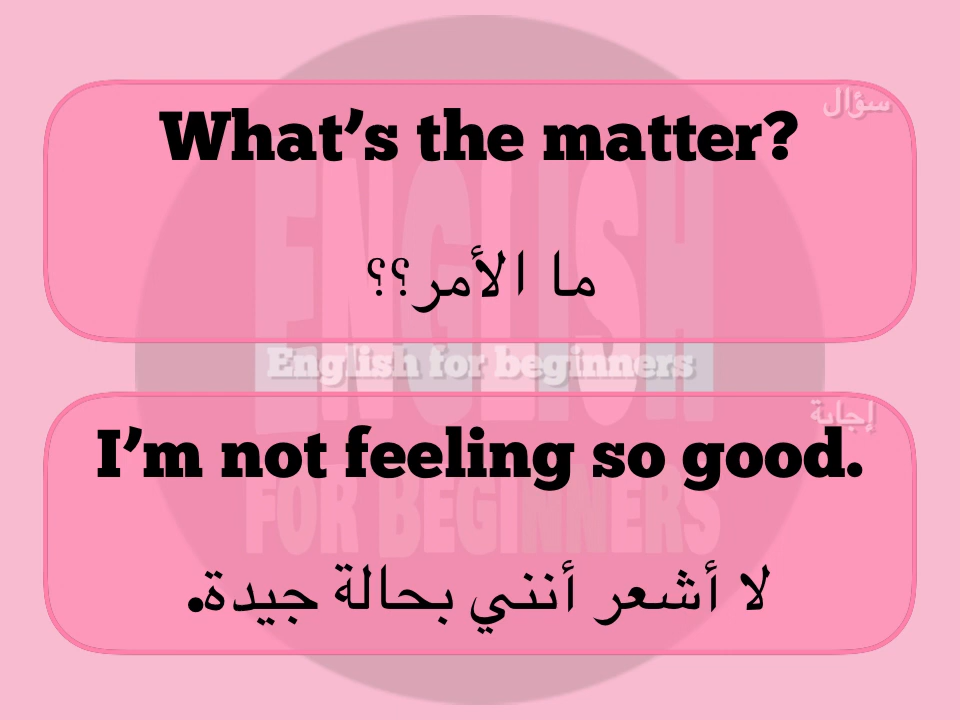 سؤال
What's the matter?
ما الأمر؟؟
English for beginners
إجابة
I'm not feeling so good.
لا أشعر أنني بحالة جيدة.
ENGLISH
FOR BEGINNERS